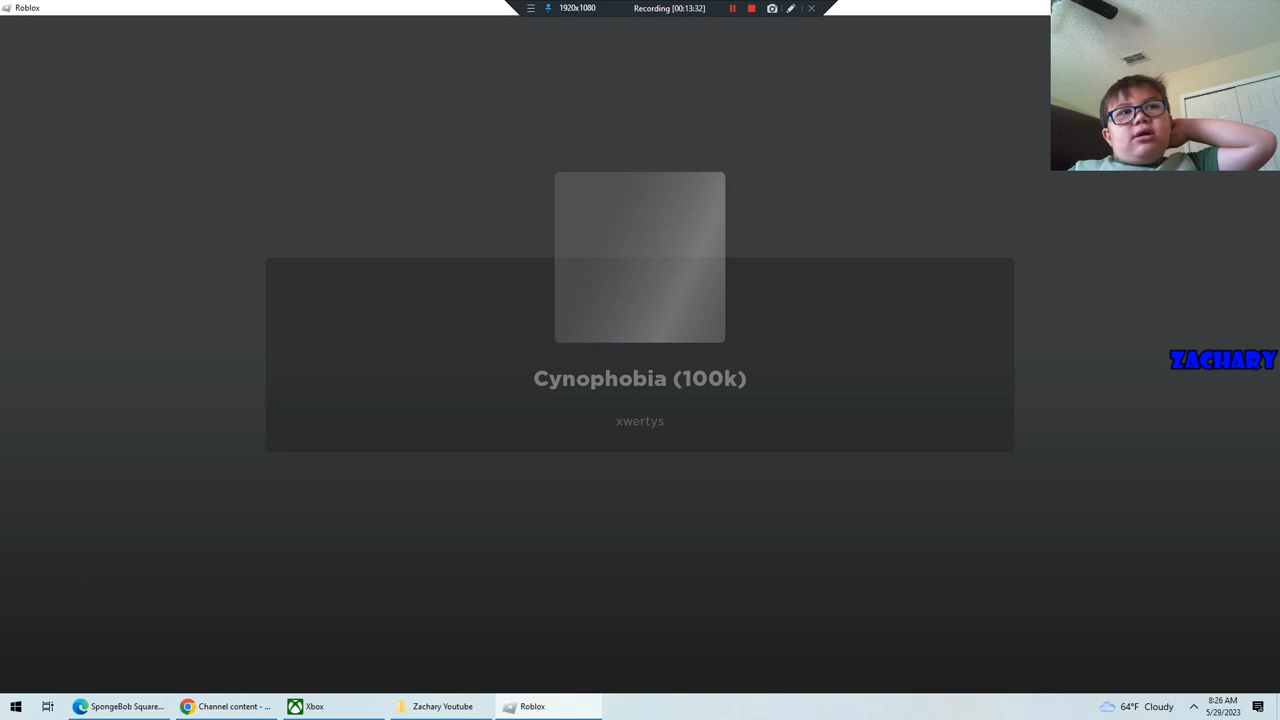 Roblox
1920x1080
Recording [00:13:32]
ZACHARY
Cynophobia (100k)
xwertys
SpongeBob Square...
Channel content - ...
Xbox
Zachary Youtube
Roblox
64°F Cloudy
8:26 AM
5/29/2023